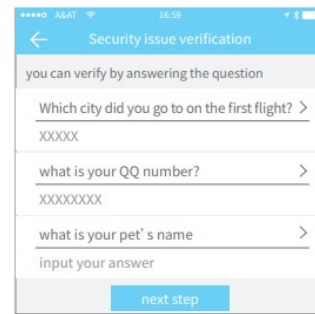 A&AT 16:59
Security issue verification
you can verify by answering the question
Which city did you go to on the first flight? >
XXXXX
what is your QQ number? >
XXXXXXXX
what is your pet's name >
input your answer
next step